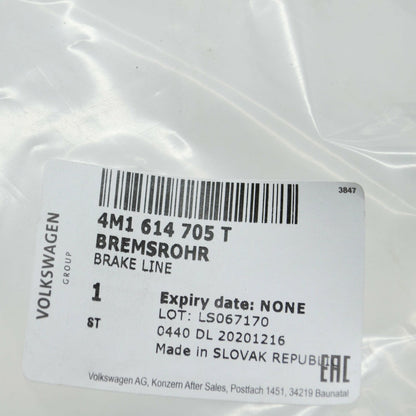 3847
4M1 614 705 T
BREMSROHR
BRAKE LINE
VOLKSWAGEN
GROUP
1
ST
Expiry date: NONE
LOT: LS067170
0440 DL 20201216
Made in SLOVAK REPUBLIC
EAC
Volkswagen AG, Konzern After Sales, Postfach 1451, 34219 Baunatal